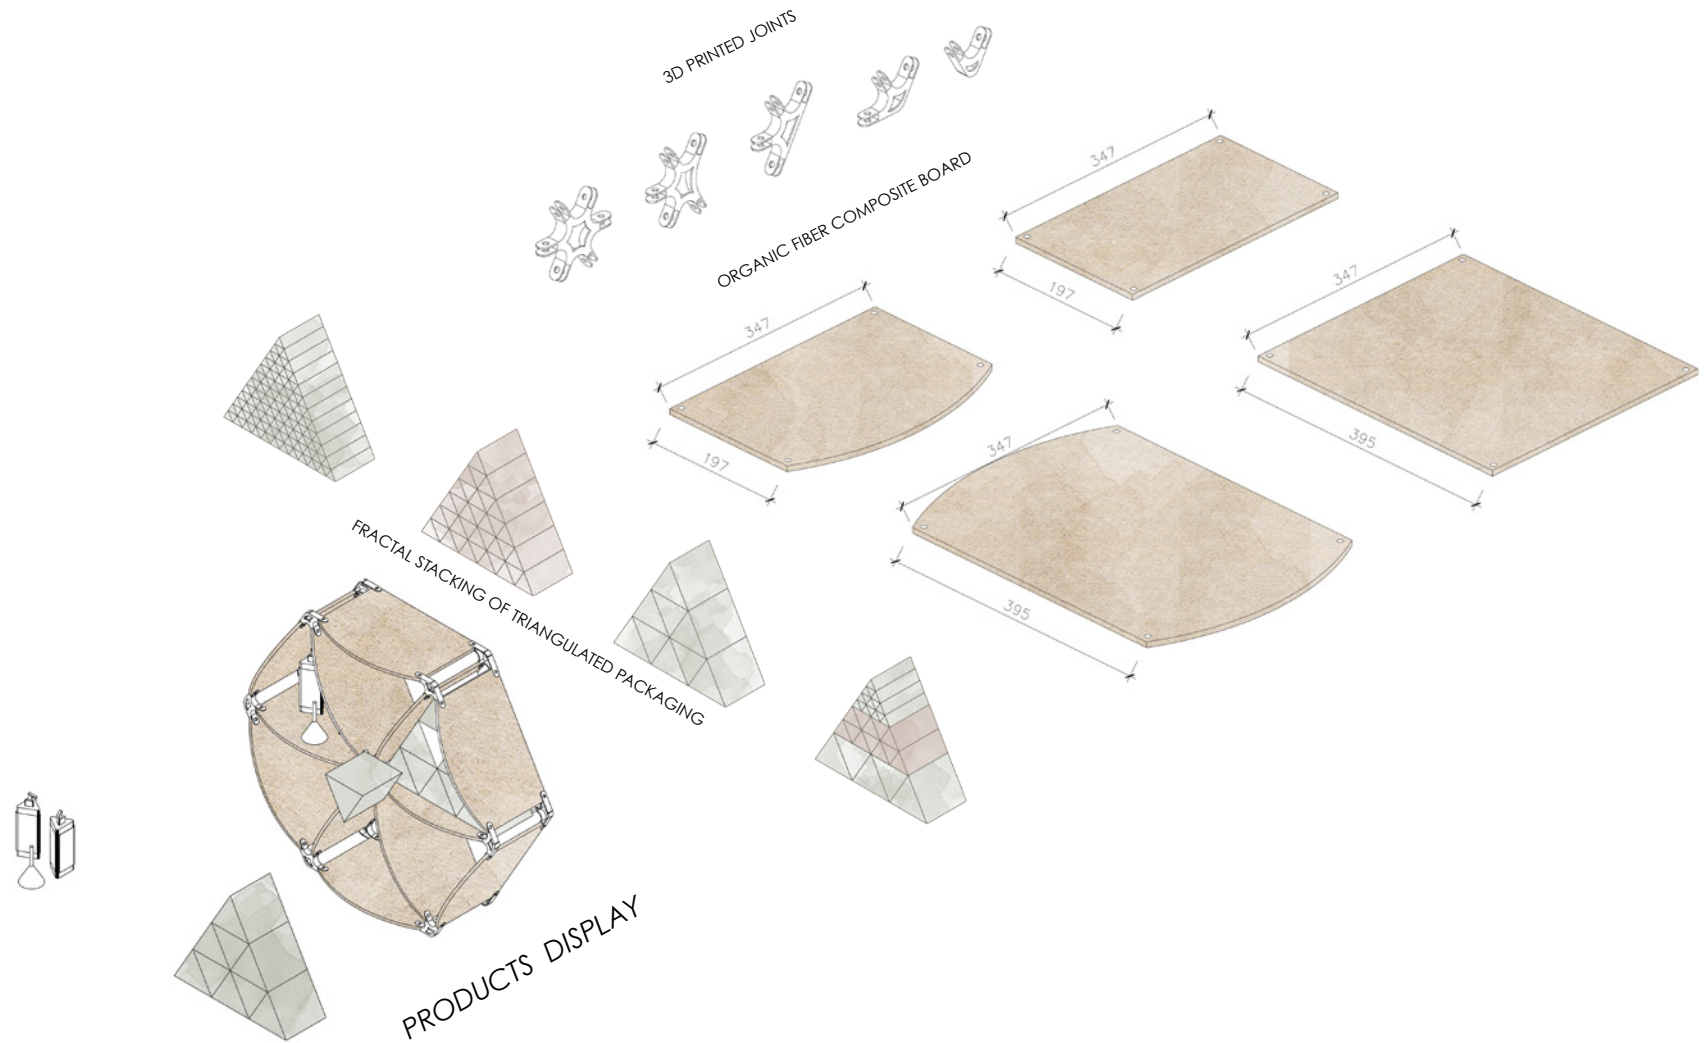 3D PRINTED JOINTS
ORGANIC FIBER COMPOSITE BOARD
347
197
347
395
347
197
347
395
FRACTAL STACKING OF TRIANGULATED PACKAGING
PRODUCTS DISPLAY